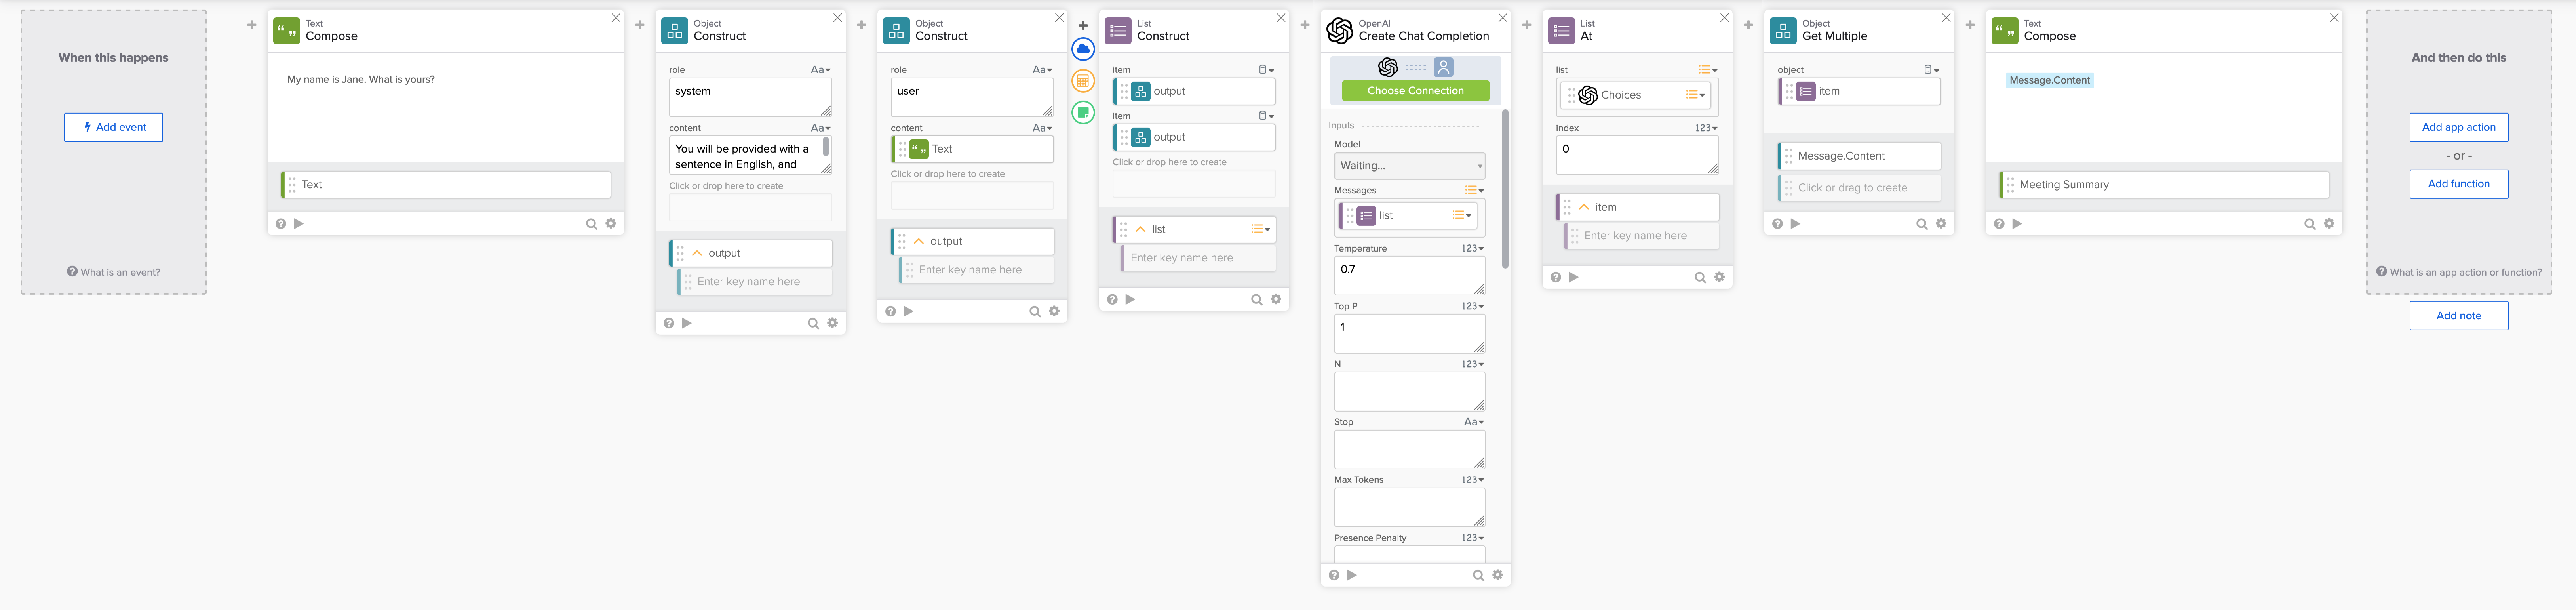 When this happens
Add event
What is an event?
Text
Compose
My name is Jane. What is yours?
Text
Object
Construct
role
Aa
system
content
Aa
You will be provided with a
sentence in English, and
Click or drop here to create
output
Enter key name here
Object
Construct
role
Aa
user
content
Aa
Text
Click or drop here to create
output
Enter key name here
List
Construct
item
output
item
output
Click or drop here to create
list
Enter key name here
OpenAI
Create Chat Completion
Choose Connection
Inputs
Model
Waiting...
Messages
list
Temperature
123
0.7
Top P
123
1
N
123
Stop
Aa
Max Tokens
123
Presence Penalty
123
List
At
list
Choices
index
123
0
item
Enter key name here
Object
Get Multiple
object
item
Message.Content
Click or drag to create
Text
Compose
Message.Content
Meeting Summary
And then do this
Add app action
- or -
Add function
What is an app action or function?
Add note